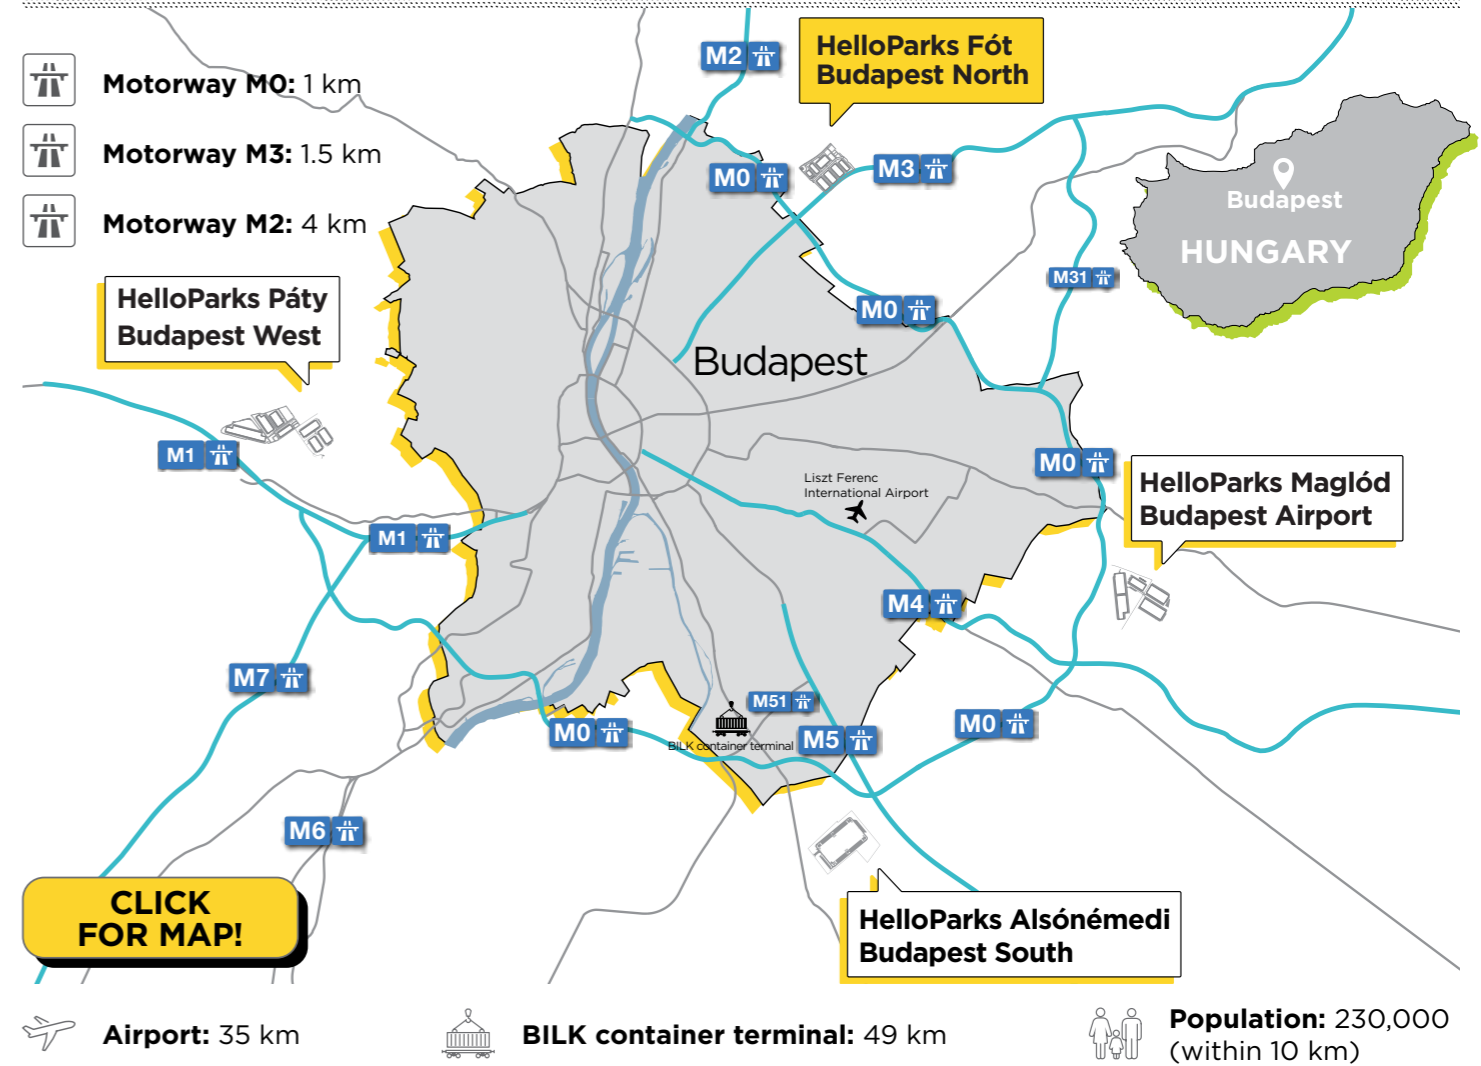 Motorway M0: 1 km
Motorway M3: 1.5 km
Motorway M2: 4 km
M2
HelloParks Fót
Budapest North
M0
M3
Budapest
HUNGARY
M31
HelloParks Páty
Budapest West
M0
Budapest
M1
M0
Liszt Ferenc
International Airport
HelloParks Maglód
Budapest Airport
M1
M4
M7
M51
M0
M0
BILK container terminal
M5
M6
CLICK
FOR MAP!
HelloParks Alsónémedi
Budapest South
Airport: 35 km
BILK container terminal: 49 km
Population: 230,000
(within 10 km)